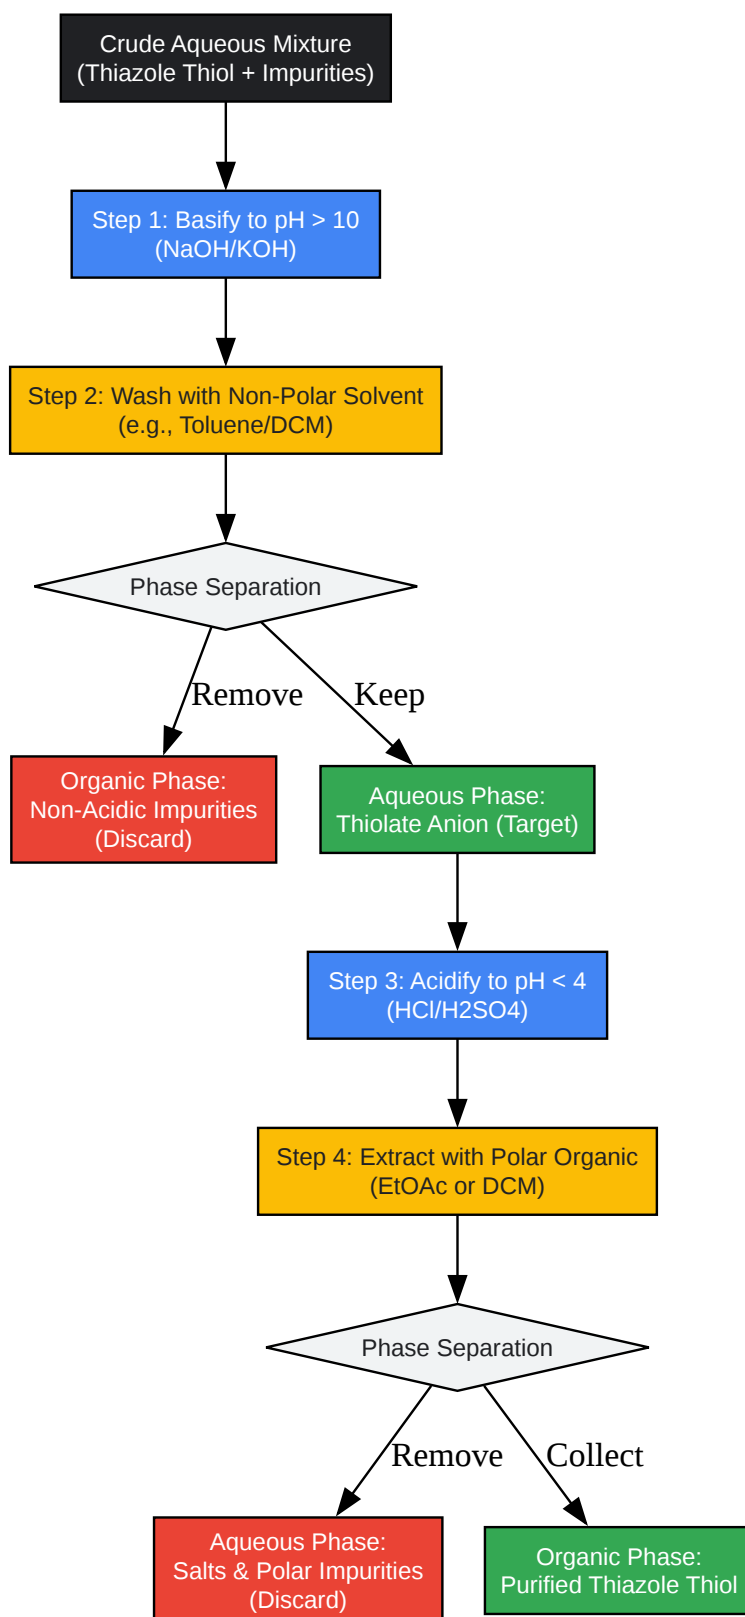 Crude Aqueous Mixture
(Thiazole Thiol + Impurities)
Step 1: Basify to pH > 10
(NaOH/KOH)
Step 2: Wash with Non-Polar Solvent
(e.g., Toluene/DCM)
Phase Separation
Remove
Keep
Organic Phase:
Non-Acidic Impurities
(Discard)
Aqueous Phase:
Thiolate Anion (Target)
Step 3: Acidify to pH < 4
(HCl/H2SO4)
Step 4: Extract with Polar Organic
(EtOAc or DCM)
Phase Separation
Remove
Collect
Aqueous Phase:
Salts & Polar Impurities
(Discard)
Organic Phase:
Purified Thiazole Thiol